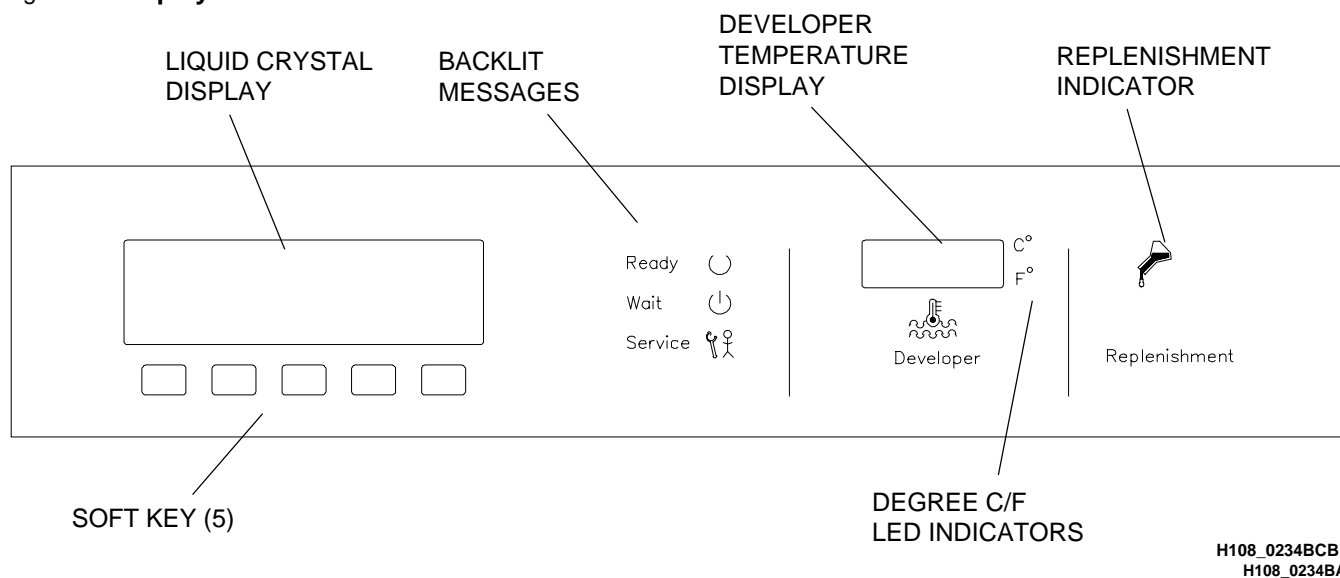 LIQUID CRYSTAL
DISPLAY
BACKLIT
MESSAGES
DEVELOPER
TEMPERATURE
DISPLAY
REPLENISHMENT
INDICATOR
Ready
Wait
Service
C°
F°
Developer
Replenishment
SOFT KEY (5)
DEGREE C/F
LED INDICATORS
H108_0234BCB
H108_0234BA